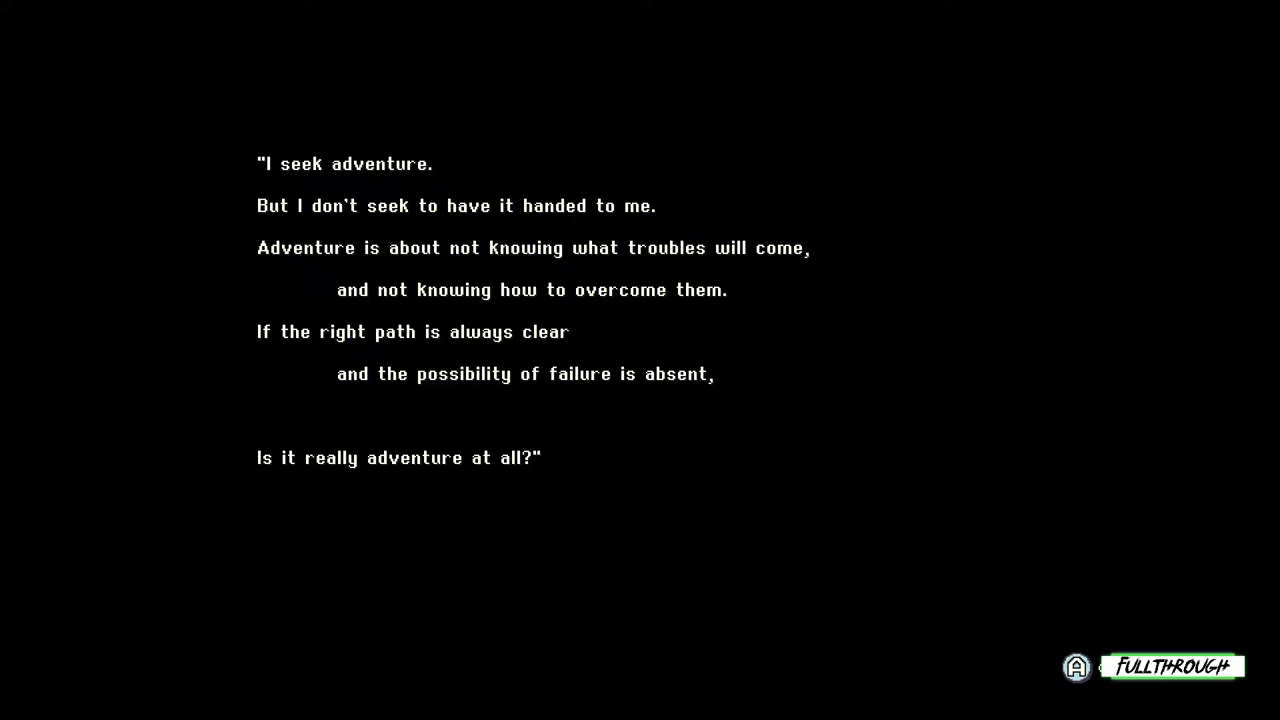 "I seek adventure.
But I don't seek to have it handed to me.
Adventure is about not knowing what troubles will come,
and not knowing how to overcome them.
If the right path is always clear
and the possibility of failure is absent,
Is it really adventure at all?"
A
FULLTHROUGH